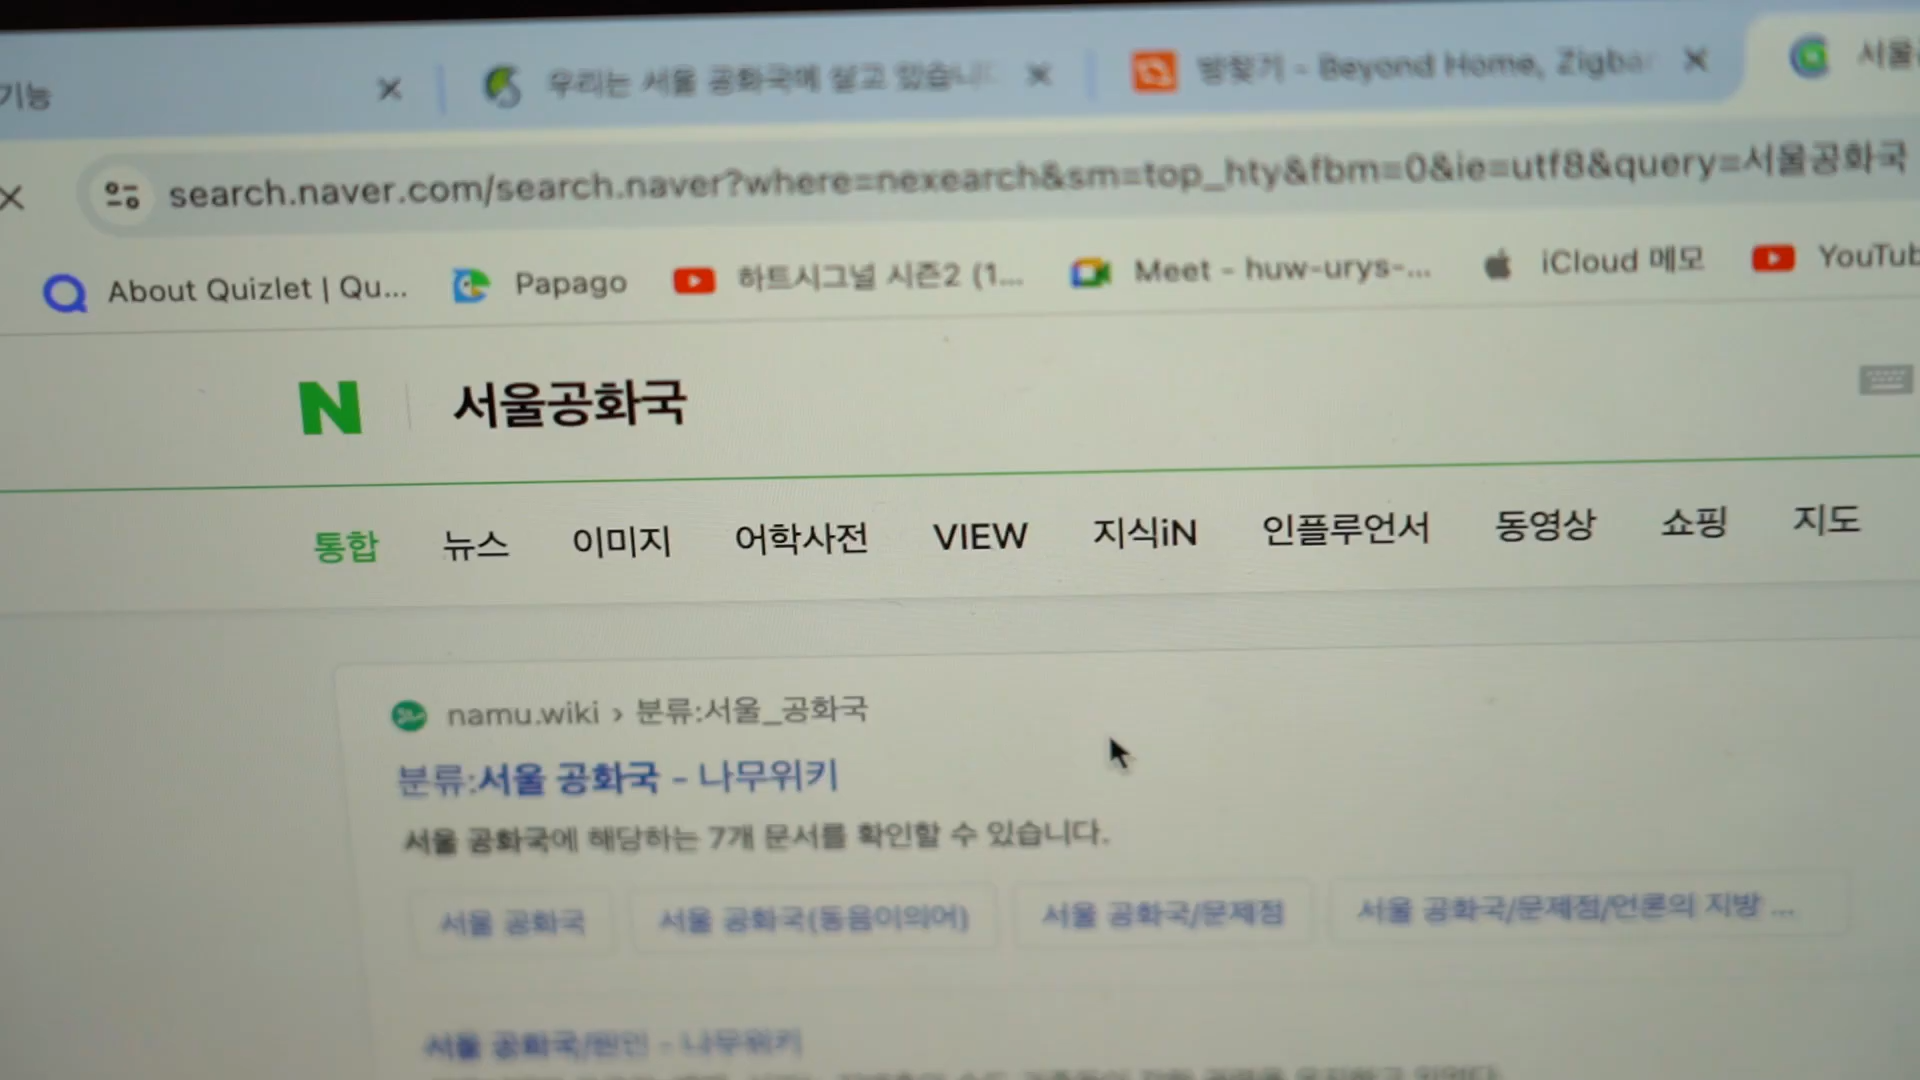 기능
우리는 서울 공화국에 살고 있습니
방찾기 - Beyond Home, Zigba
서울
search.naver.com/search.naver?where=nexearch&sm=top_hty&fbm=0&ie=utf8&query=서울공화국
About Quizlet | Qu...
Papago
하트시그널 시즌2 (1...
Meet - huw-urys-...
iCloud 메모
YouTub
N 서울공화국
통합 뉴스 이미지 어학사전 VIEW 지식iN 인플루언서 동영상 쇼핑 지도
namu.wiki › 분류:서울_공화국
분류:서울 공화국 - 나무위키
서울 공화국에 해당하는 7개 문서를 확인할 수 있습니다.
서울 공화국
서울 공화국(동음이의어)
서울 공화국/문제점
서울 공화국/문제점/언론의 지방 ...
서울 공화국/원인 - 나무위키